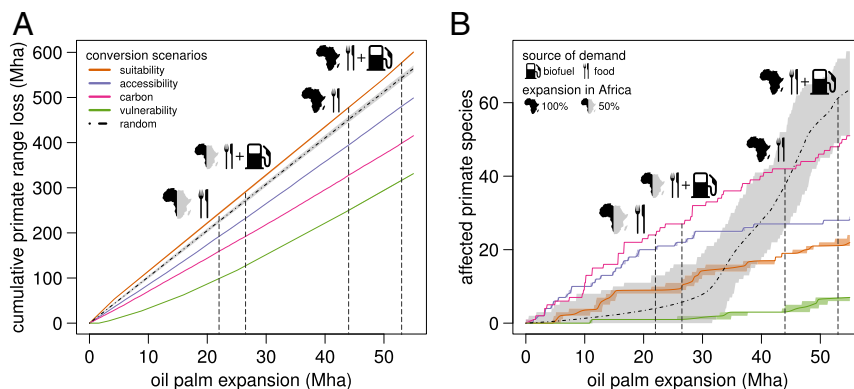 A
cumulative primate range loss (Mha)
600
500
400
300
200
100
0
conversion scenarios
suitability
accessibility
carbon
vulnerability
random
+
+
0 10 20 30 40 50
oil palm expansion (Mha)
B
affected primate species
60
40
20
0
source of demand
biofuel food
expansion in Africa
100% 50%
+
+
0 10 20 30 40 50
oil palm expansion (Mha)